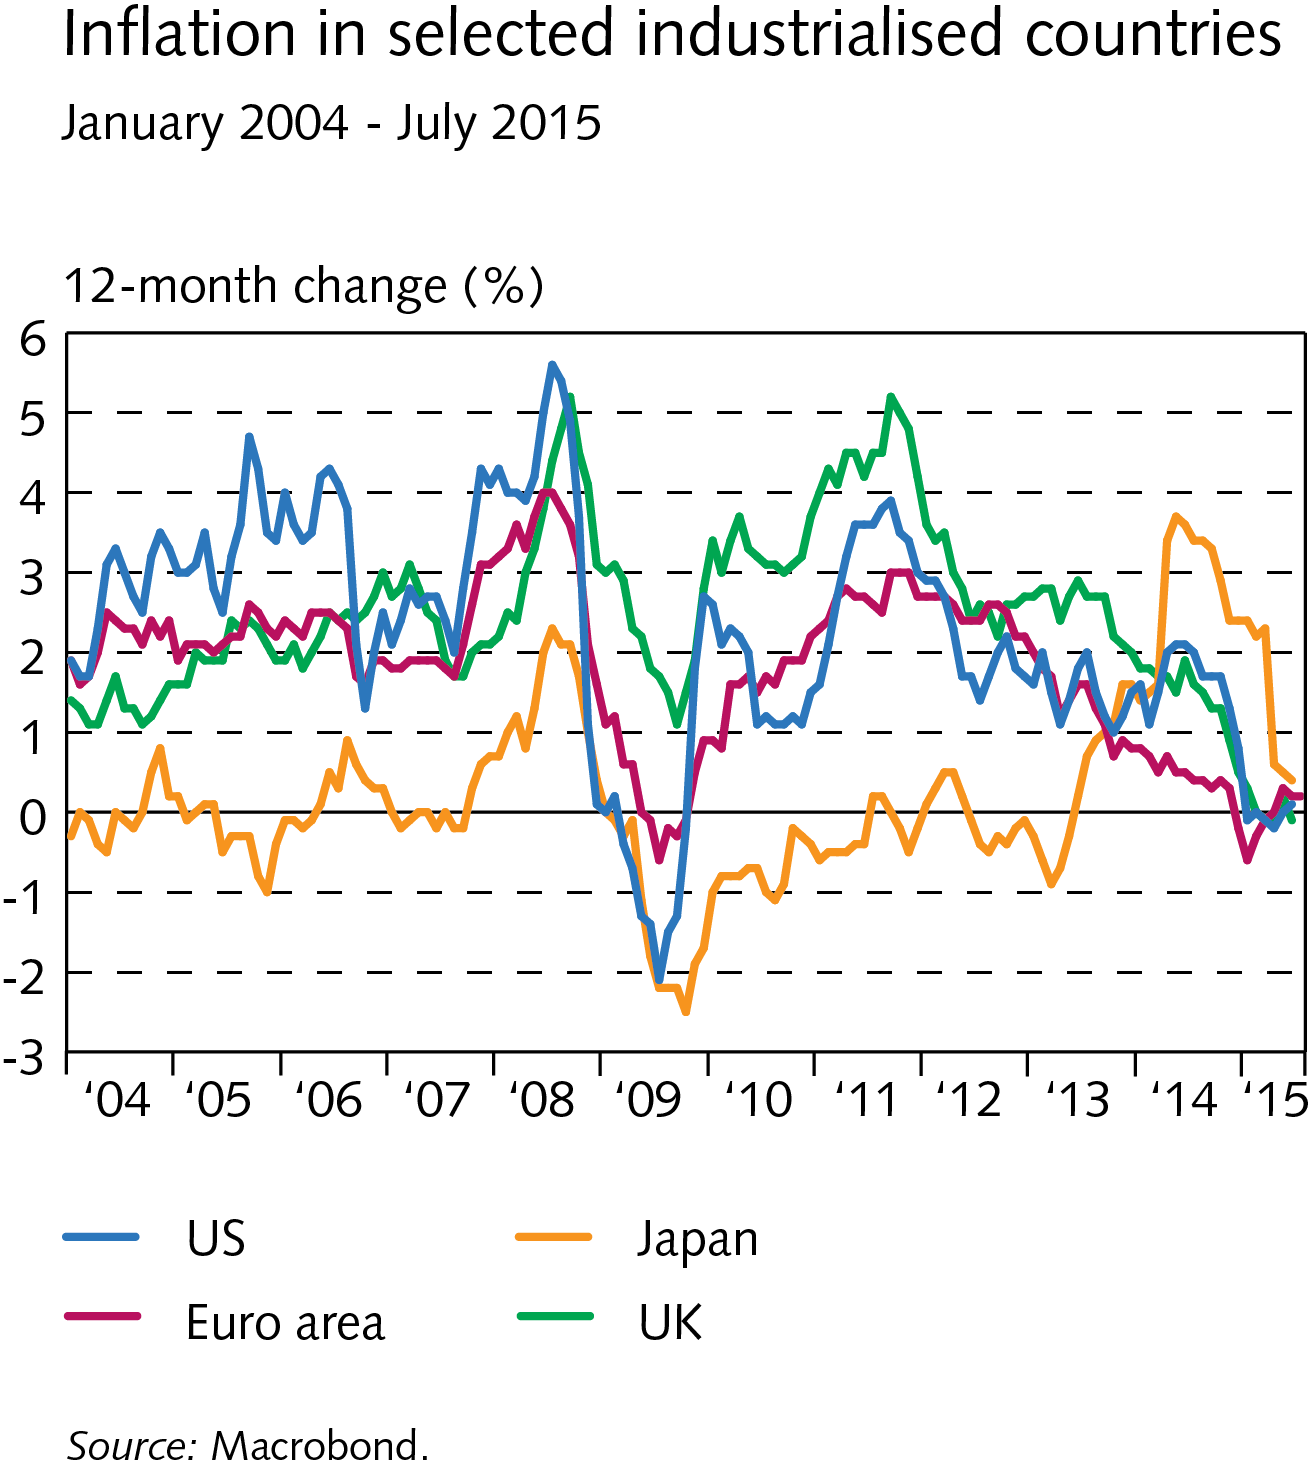 Inflation in selected industrialised countries
January 2004 - July 2015
12-month change (%)
6
5
4
3
2
1
0
-1
-2
-3
‘04 ‘05 ‘06 ‘07 ‘08 ‘09 ‘10 ‘11 ‘12 ‘13 ‘14 ‘15
US Japan
Euro area UK
Source: Macrobond.